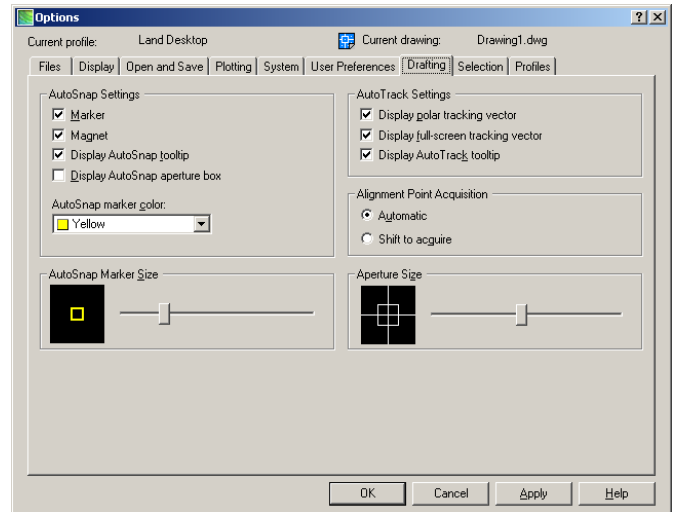 Options
Current profile: Land Desktop Current drawing: Drawing1.dwg
Files Display Open and Save Plotting System User Preferences Drafting Selection Profiles
AutoSnap Settings
Marker
Magnet
Display AutoSnap tooltip
Display AutoSnap aperture box
AutoSnap marker color:
Yellow
AutoTrack Settings
Display polar tracking vector
Display full-screen tracking vector
Display AutoTrack tooltip
Alignment Point Acquisition
Automatic
Shift to acquire
AutoSnap Marker Size
Aperture Size
OK Cancel Apply Help